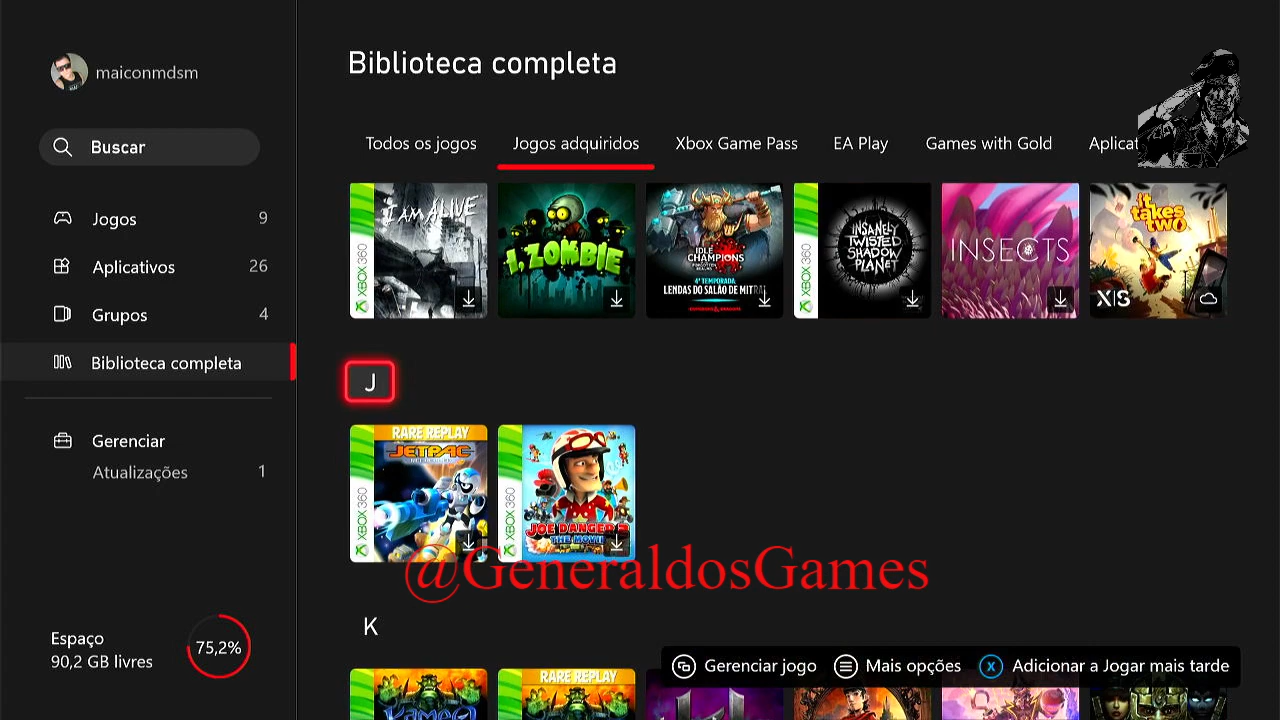 maiconmdsm
Buscar
Jogos 9
Aplicativos 26
Grupos 4
Biblioteca completa
Gerenciar
Atualizações 1
Espaço
90,2 GB livres
75,2%
Biblioteca completa
Todos os jogos Jogos adquiridos Xbox Game Pass EA Play Games with Gold Aplicat
XBOX 360
I AM ALIVE
I, ZOMBIE
IDLE
CHAMPIONS
4ª TEMPORADA
LENDAS DO SALÃO DE MITRAL
XBOX 360
INSANELY
TWISTED
SHADOW
PLANET
INSECTS
it
takes
two
X|S
J
XBOX 360
RARE REPLAY
JETPAC
XBOX 360
JOE DANGER 2
THE MOVIE
@GeneraldosGames
K
RARE REPLAY
Gerenciar jogo Mais opções X Adicionar a Jogar mais tarde